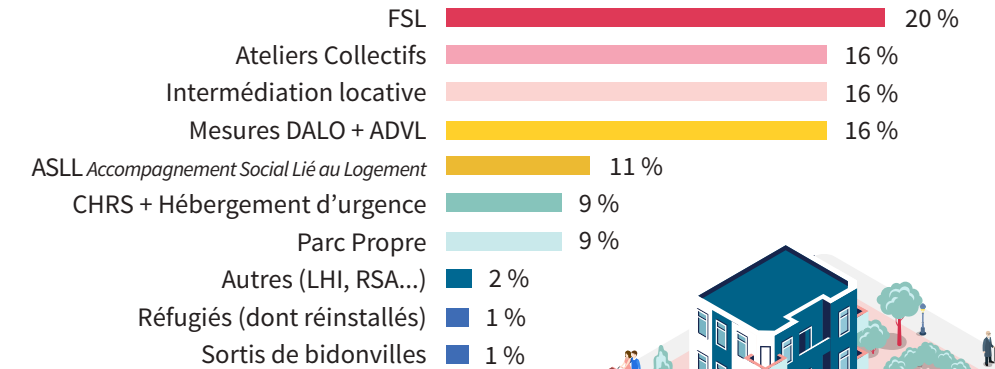 FSL 20 %
Ateliers Collectifs 16 %
Intermédiation locative 16 %
Mesures DALO + ADVL 16 %
ASLL Accompagnement Social Lié au Logement 11 %
CHRS + Hébergement d’urgence 9 %
Parc Propre 9 %
Autres (LHI, RSA...) 2 %
Réfugiés (dont réinstallés) 1 %
Sortis de bidonvilles 1 %